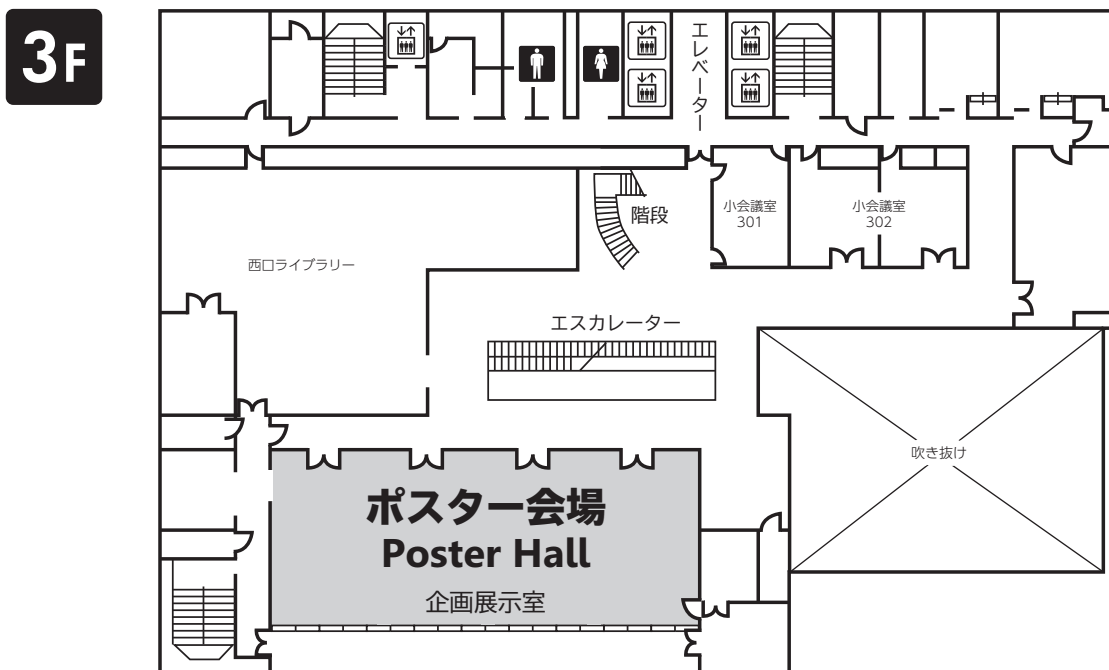 3F
エレベーター
階段
小会議室
301
小会議室
302
西口ライブラリー
エスカレーター
吹き抜け
ポスター会場
Poster Hall
企画展示室